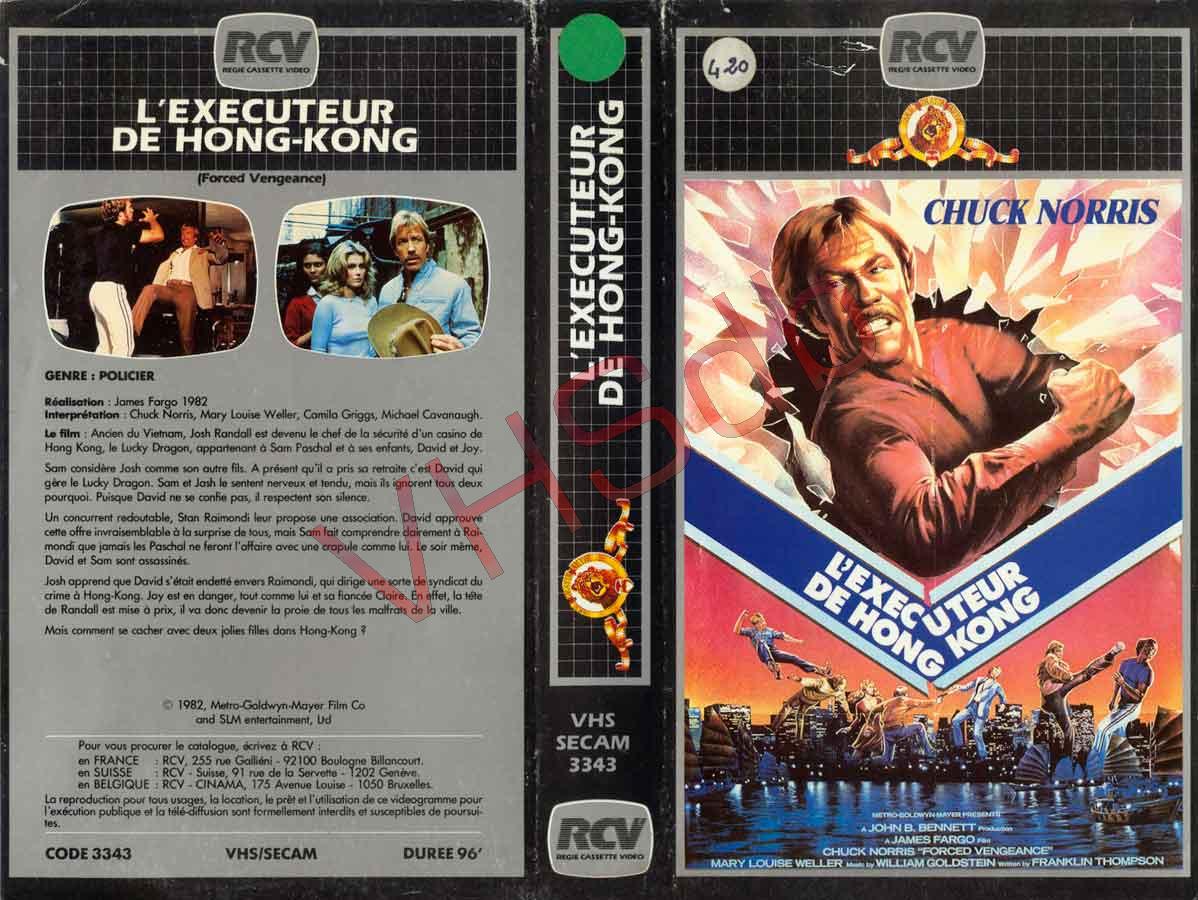 RCV
REGIE CASSETTE VIDEO
L'EXECUTEUR
DE HONG-KONG
(Forced Vengeance)
GENRE : POLICIER
Réalisation : James Fargo 1982
Interprétation : Chuck Norris, Mary Louise Weller, Camila Griggs, Michael Cavanaugh.
Le film : Ancien du Vietnam, Josh Randall est devenu le chef de la sécurité d'un casino de
Hong Kong, le Lucky Dragon, appartenant à Sam Paschal et à ses enfants, David et Joy.
Sam considère Josh comme son autre fils. A présent qu'il a pris sa retraite c'est David qui
gère le Lucky Dragon. Sam et Jash le sentent nerveux et tendu, mais ils ignorent tous deux
pourquoi. Puisque David ne se confie pas, il respectent son silence.
Un concurrent redoutable, Stan Raimondi leur propose une association. David approuve
cette offre invraisemblable à la surprise de tous, mais Sam fait comprendre clairement à Rai-
mondi que jamais les Paschal ne feront l'affaire avec une crapule comme lui. Le soir mème,
David et Sam sont assassinés.
Josh apprend que David s'était endetté envers Raimondi, qui dirige une sorte de syndicat du
crime à Hong-Kong. Joy est en danger, tout comme lui et sa fiancée Claire. En effet, la tête
de Randall est mise à prix, il va donc devenir la proie de tous les malfrats de la ville.
Mais comment se cacher avec deux jolies filles dans Hong-Kong ?
© 1982, Metro-Goldwyn-Mayer Film Co
and SLM entertainment, Ltd
Pour vous procurer le catalogue, écrivez à RCV :
en FRANCE : RCV, 255 rue Galliéni - 92100 Boulogne Billancourt.
en SUISSE : RCV - Suisse, 91 rue de la Servette - 1202 Genève.
en BELGIQUE : RCV - CINAMA, 175 Avenue Louise - 1050 Bruxelles.
La reproduction pour tous usages, la location, le prêt et l'utilisation de ce videogramme pour
l'exécution publique et la télé-diffusion sont formellement interdits et susceptibles de poursui-
tes.
CODE 3343 VHS/SECAM DUREE 96'
L'EXECUTEUR
DE HONG-KONG
VHS
SECAM
3343
RCV
REGIE CASSETTE VIDEO
420
RCV
REGIE CASSETTE VIDEO
CHUCK NORRIS
L'EXECUTEUR
DE HONG KONG
METRO-GOLDWYN-MAYER PRESENTS
A JOHN B. BENNETT Production
A JAMES FARGO Film
CHUCK NORRIS "FORCED VENGEANCE"
MARY LOUISE WELLER Music by WILLIAM GOLDSTEIN Written by FRANKLIN THOMPSON
VHSdb